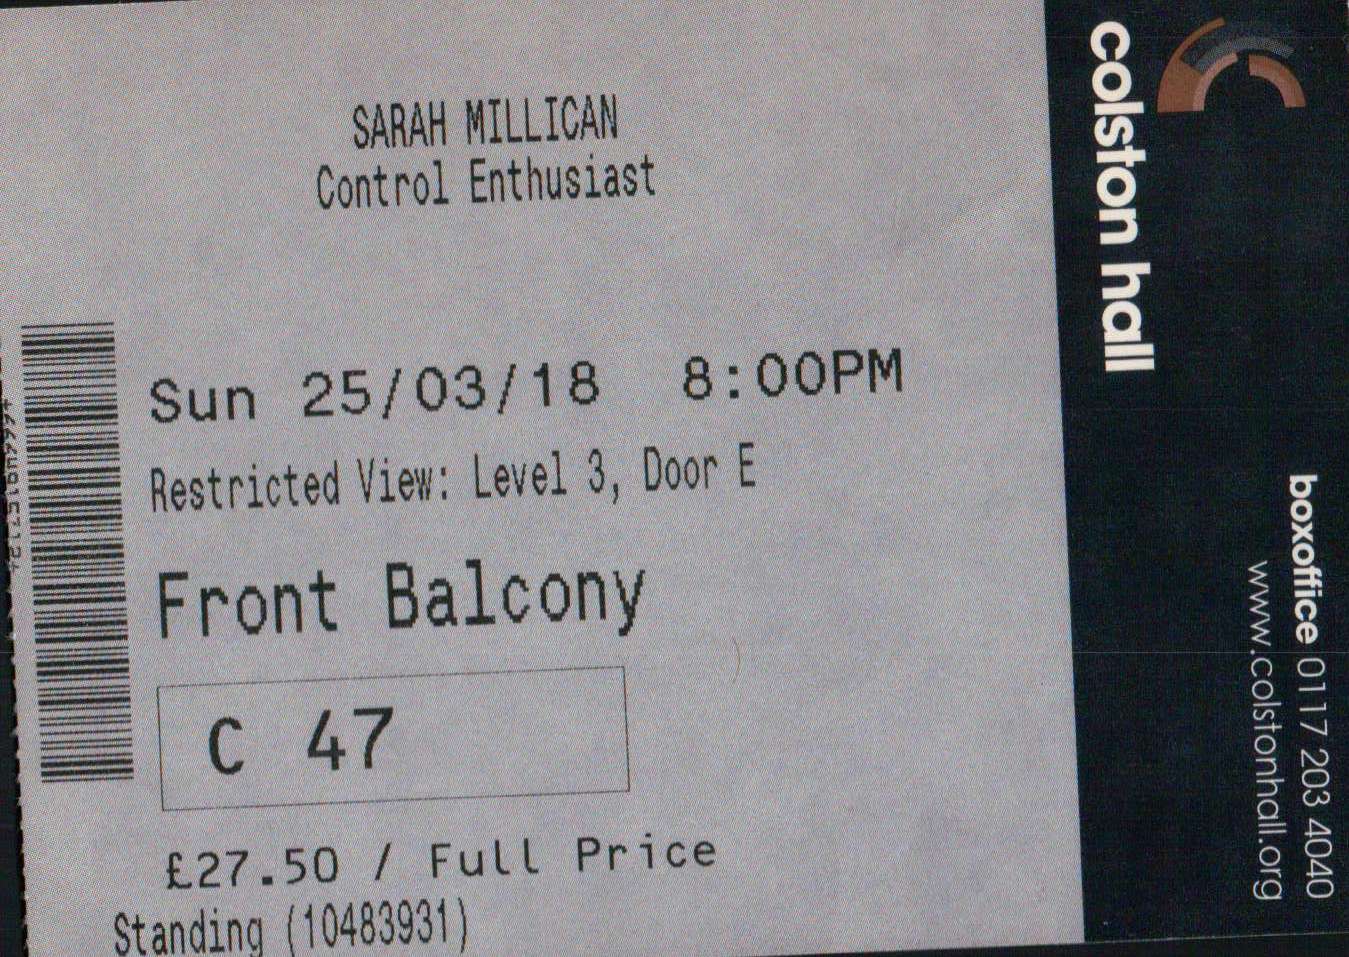 SARAH MILLICAN
Control Enthusiast
Sun 25/03/18 8:00PM
Restricted View: Level 3, Door E
Front Balcony
C 47
£27.50 / Full Price
Standing (10483931)
colston hall
boxoffice 0117 203 4040
www.colstonhall.org